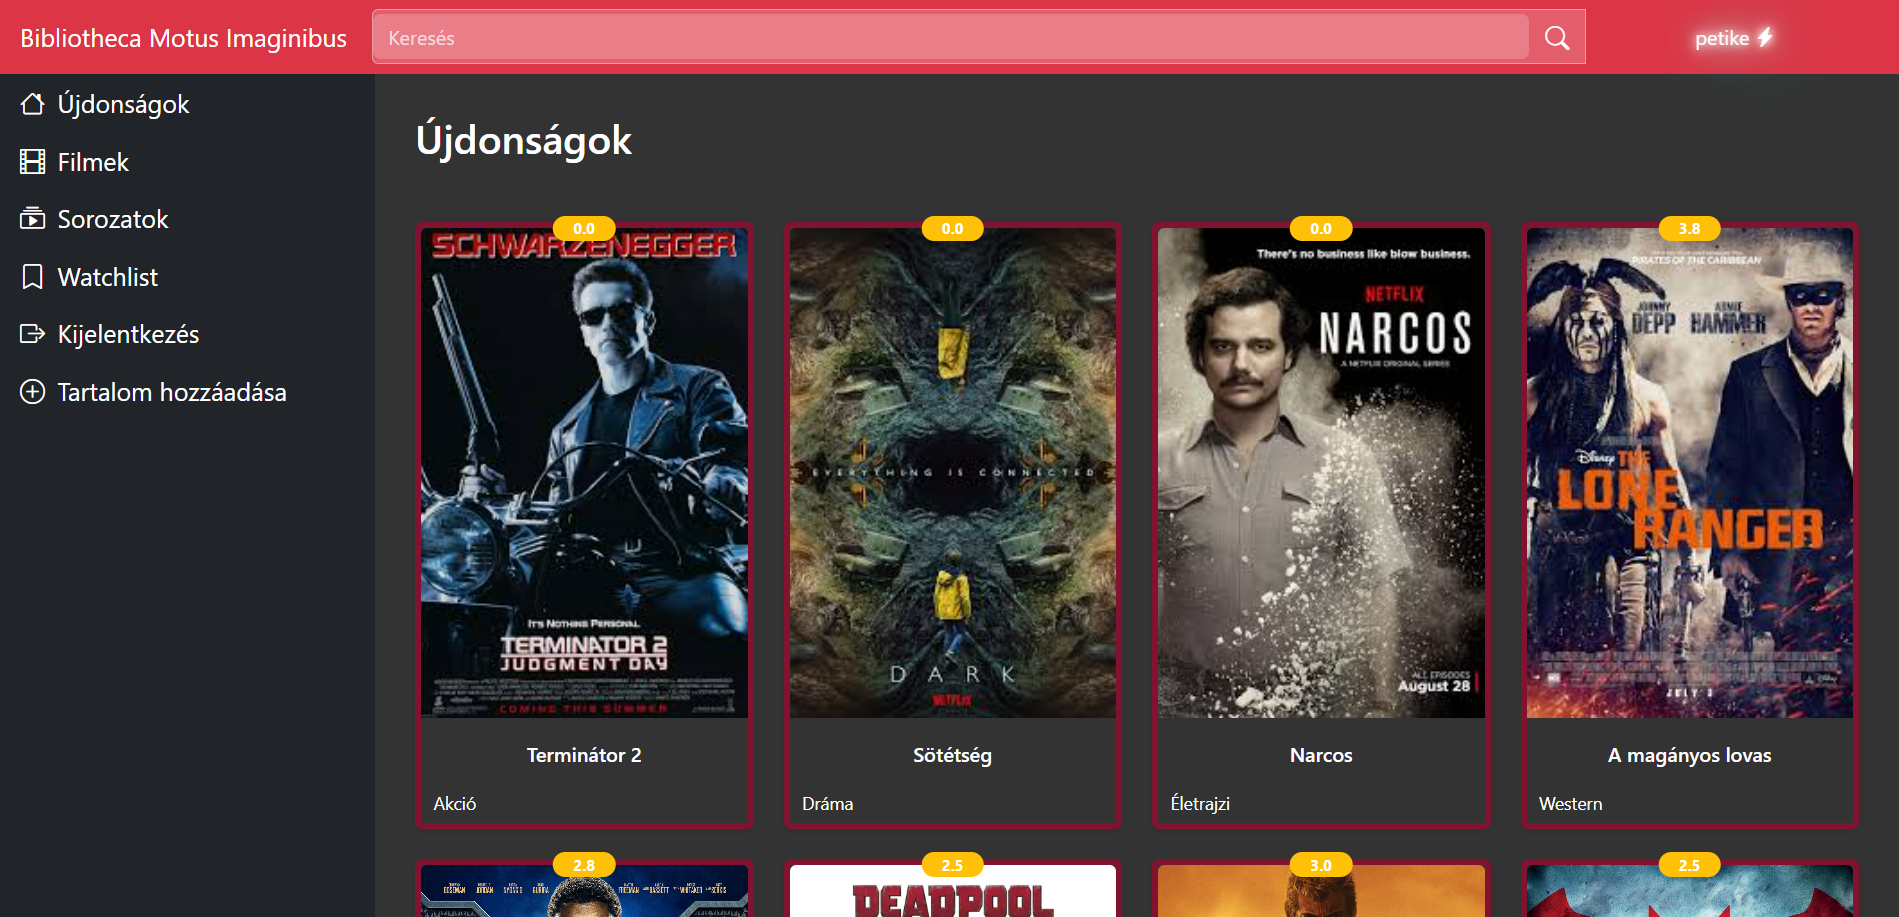 Bibliotheca Motus Imaginibus
Keresés
petike
Újdonságok
Filmek
Sorozatok
Watchlist
Kijelentkezés
Tartalom hozzáadása
Újdonságok
0.0
SCHWARZENEGGER
IT'S NOTHING PERSONAL.
TERMINATOR 2
JUDGMENT DAY
COMING THIS SUMMER
Terminátor 2
Akció
0.0
EVERYTHING IS CONNECTED
DARK
NETFLIX
Sötétség
Dráma
0.0
There's no business like blow business.
NETFLIX
NARCOS
A NETFLIX ORIGINAL SERIES
ALL EPISODES
August 28
Narcos
Életrajzi
3.8
PIRATES OF THE CARIBBEAN
JOHNNY DEPP
ARMIE HAMMER
Disney THE
LONE
RANGER
JULY 3
A magányos lovas
Western
2.8
2.5
DEADPOOL
3.0
2.5